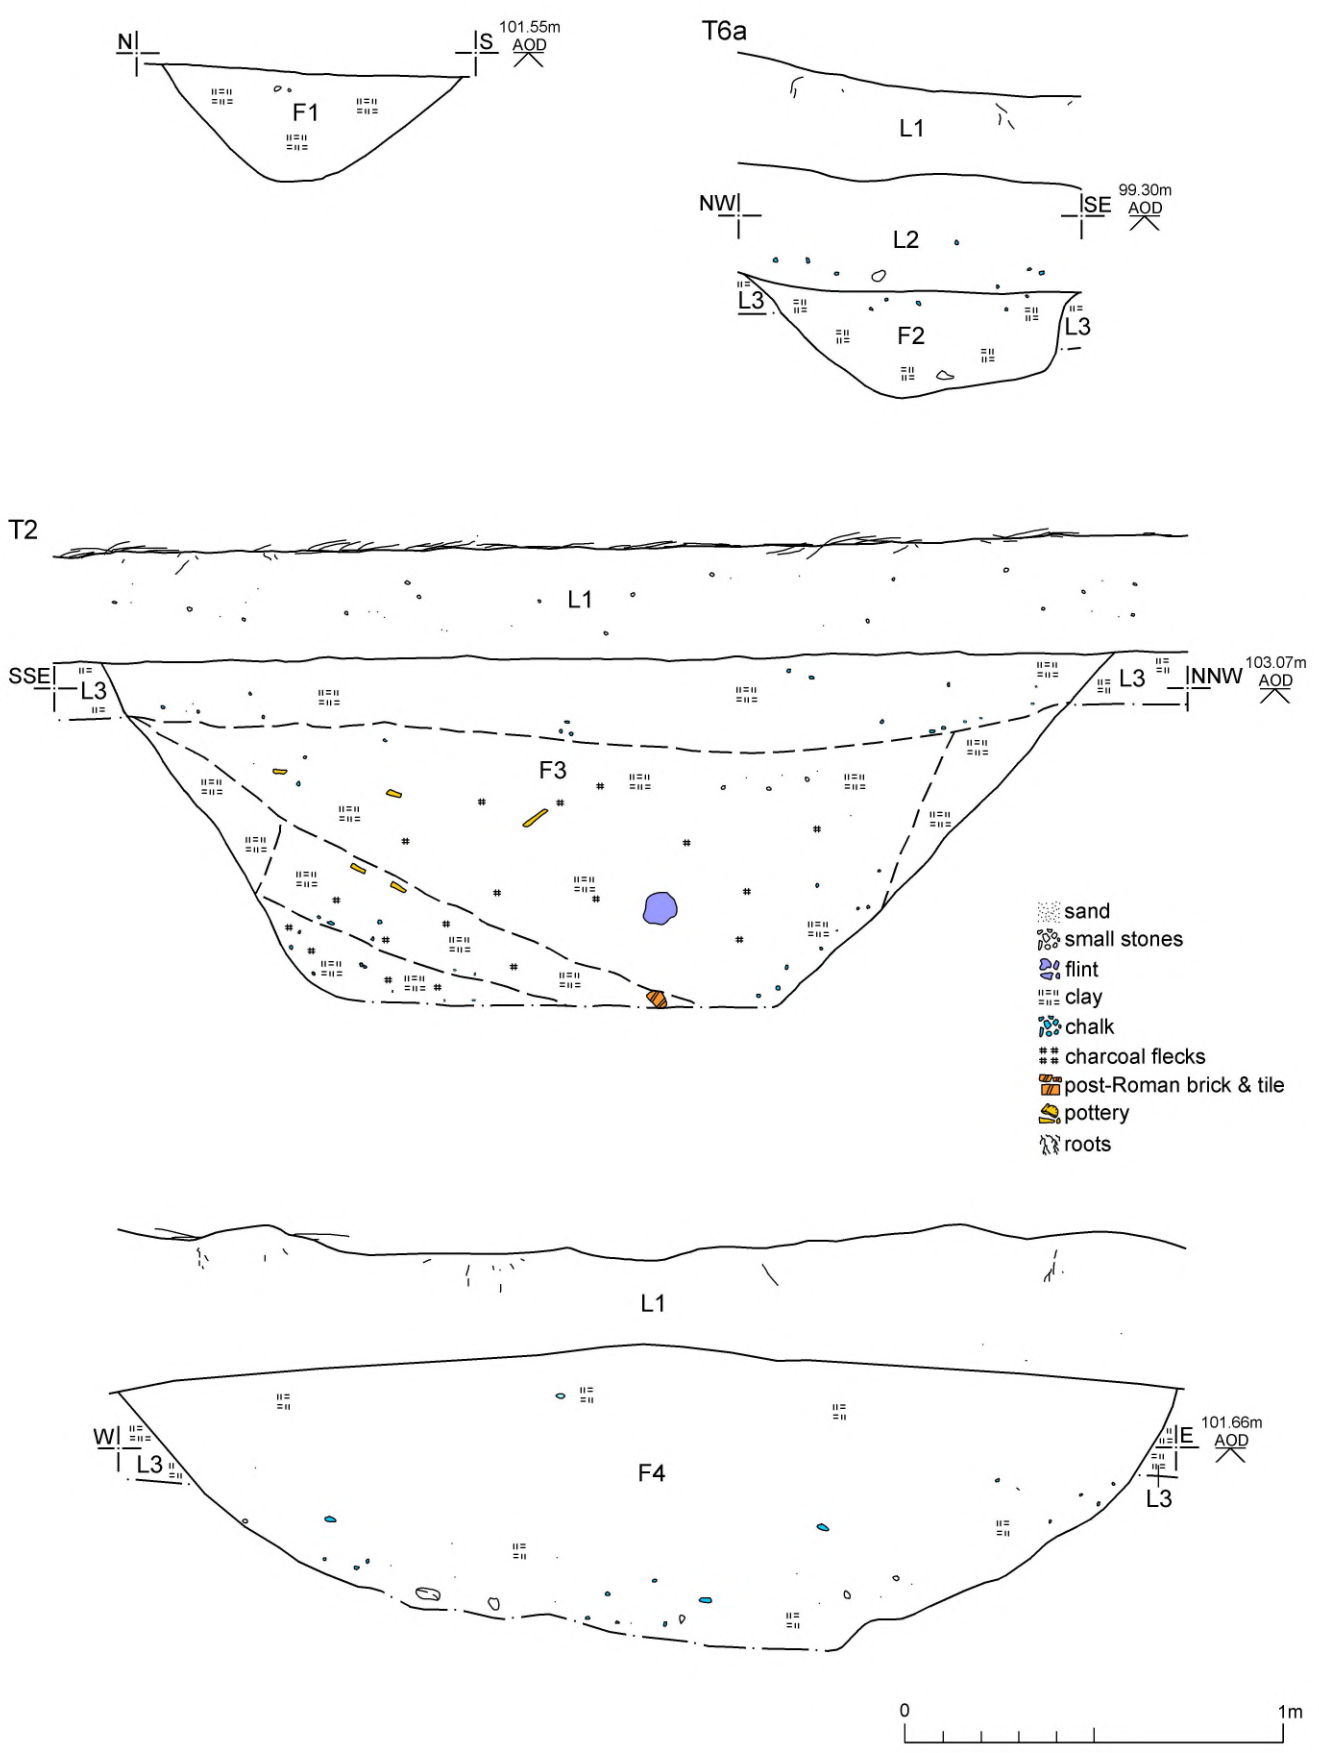 N
S
101.55m
AOD
F1
T6a
L1
NW
SE
99.30m
AOD
L2
L3
F2
L3
T2
L1
SSE
L3
L3
NNW
103.07m
AOD
F3
sand
small stones
flint
clay
chalk
charcoal flecks
post-Roman brick & tile
pottery
roots
L1
W
L3
F4
E
101.66m
AOD
L3
0
1m